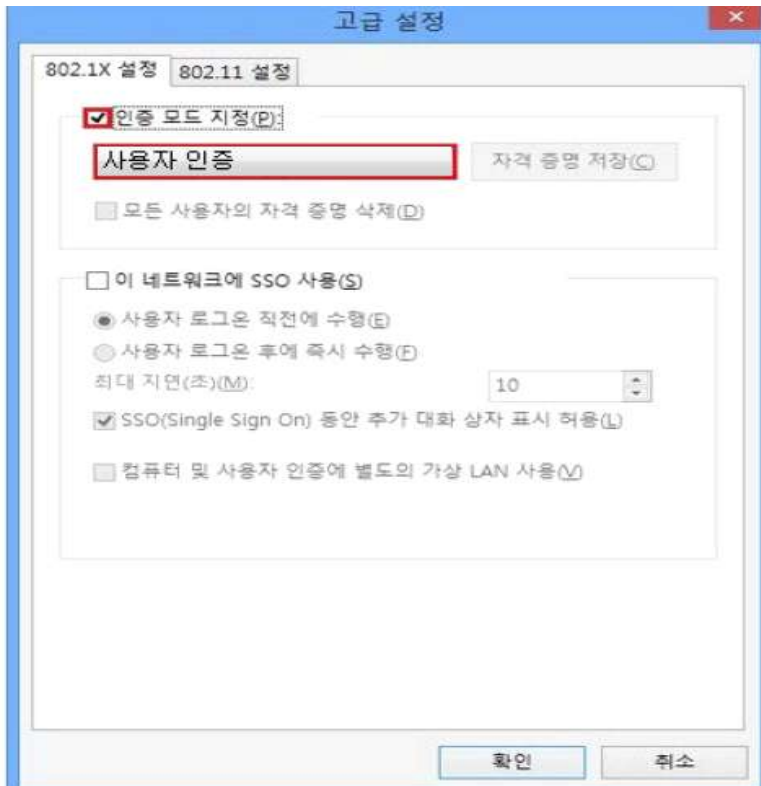 고급 설정
802.1X 설정 802.11 설정
인증 모드 지정(P):
사용자 인증 자격 증명 저장(C)
모든 사용자의 자격 증명 삭제(D)
이 네트워크에 SSO 사용(S)
사용자 로그온 직전에 수행(E)
사용자 로그온 후에 즉시 수행(F)
최대 지연(초)(M): 10
SSO(Single Sign On) 동안 추가 대화 상자 표시 허용(L)
컴퓨터 및 사용자 인증에 별도의 가상 LAN 사용(V)
확인 취소